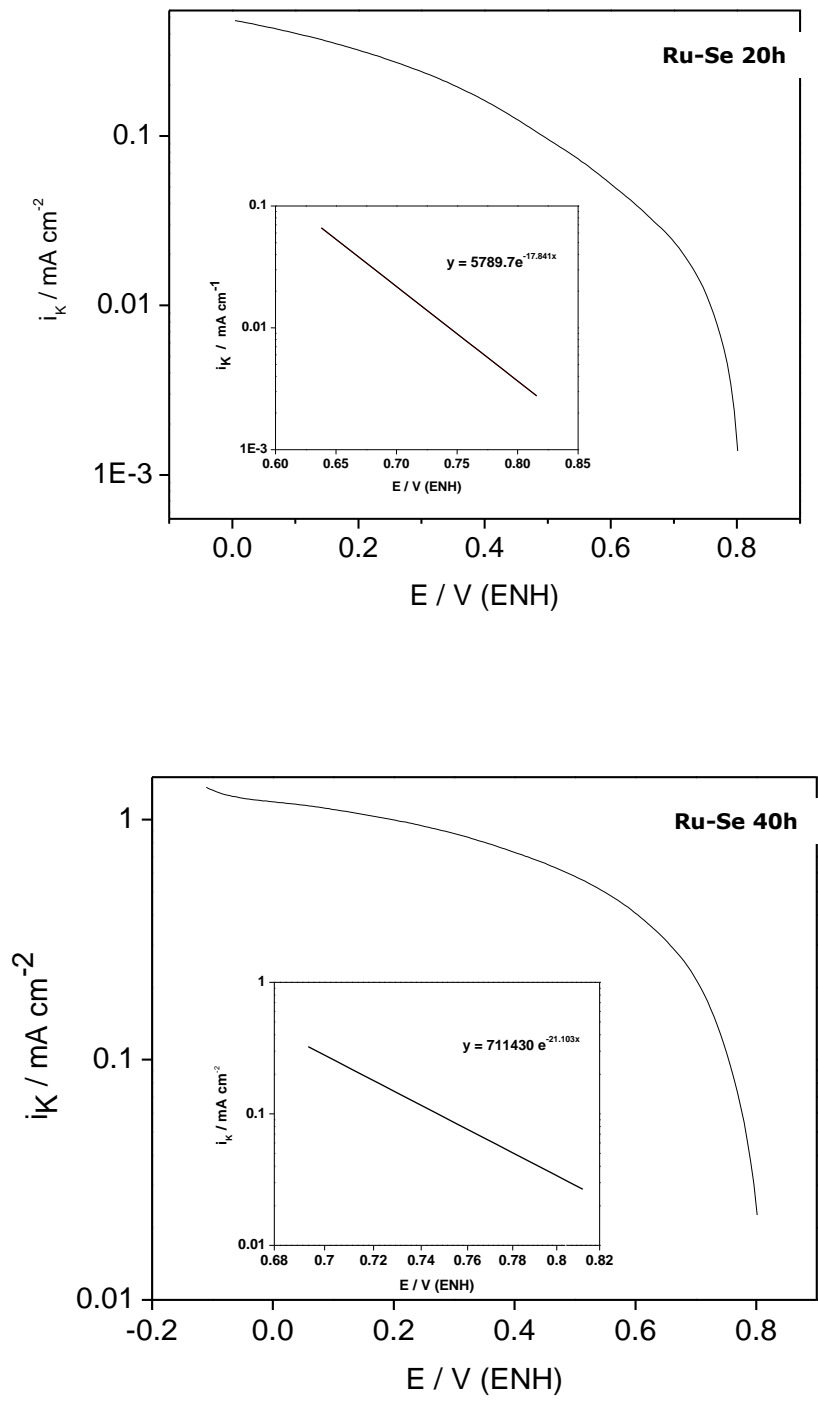 Ru-Se 20h
0.1
0.01
1E-3
i_K / mA cm^-2
0.0 0.2 0.4 0.6 0.8
E / V (ENH)
0.1
0.01
1E-3
i_K / mA cm^-1
y = 5789.7e^-17.841x
0.60 0.65 0.70 0.75 0.80 0.85
E / V (ENH)
Ru-Se 40h
1
0.1
0.01
i_K / mA cm^-2
-0.2 0.0 0.2 0.4 0.6 0.8
E / V (ENH)
1
0.1
0.01
i_K / mA cm^-2
y = 711430 e^-21.103x
0.68 0.7 0.72 0.74 0.76 0.78 0.8 0.82
E / V (ENH)